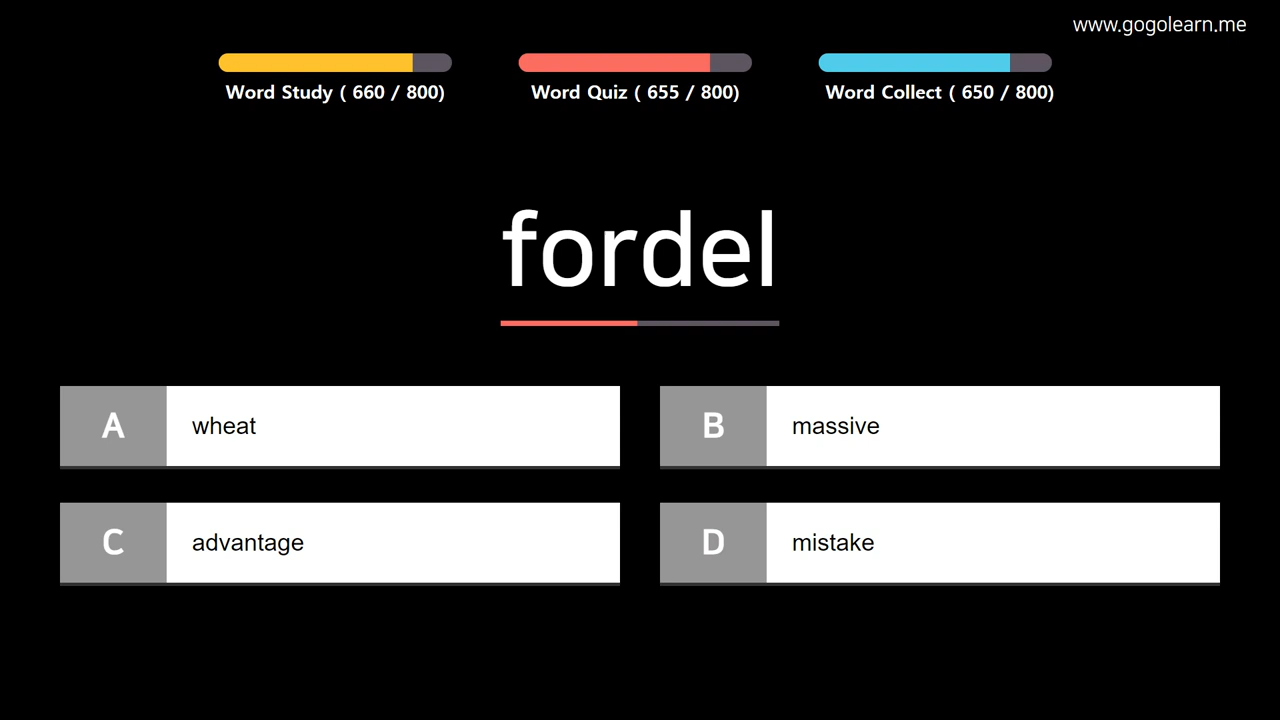 www.gogolearn.me
Word Study ( 660 / 800)
Word Quiz ( 655 / 800)
Word Collect ( 650 / 800)
fordel
A wheat
B massive
C advantage
D mistake